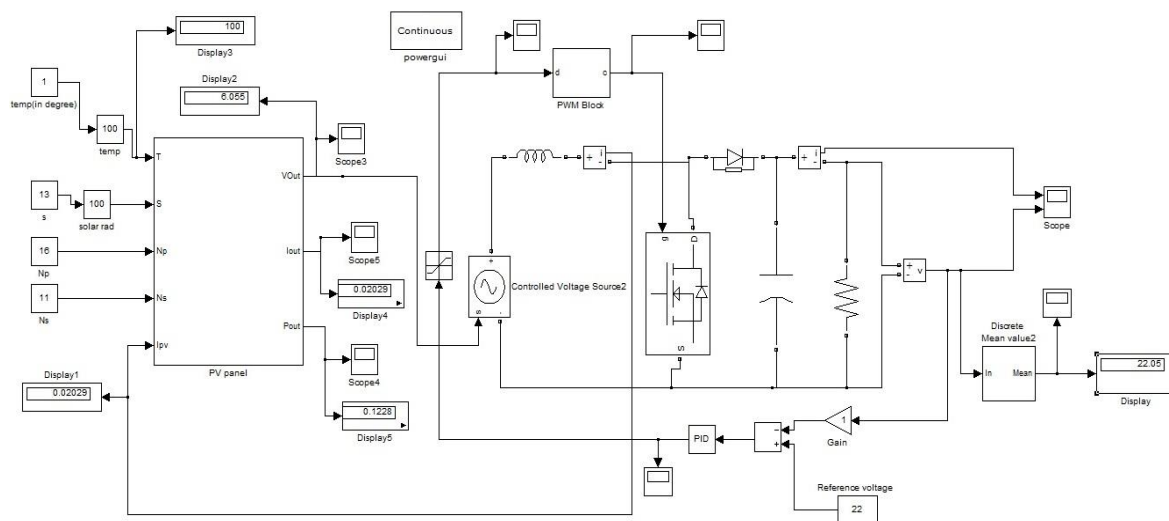 100
Display3
Continuous
powergui
d
c
PWM Block
1
temp(in degree)
100
temp
Display2
6.055
Scope3
T
VOut
13
s
100
solar rad
S
16
Np
Np
Iout
Scope5
11
Ns
Ns
0.02029
Display4
Pout
Ipv
PV panel
Scope4
0.1228
Display5
Display1
0.02029
+
i
-
+
s
-
Controlled Voltage Source2
g
D
S
+
i
-
+
-
v
Scope
Discrete
Mean value2
In
Mean
22.05
Display
1
Gain
PID
−
+
Reference voltage
22